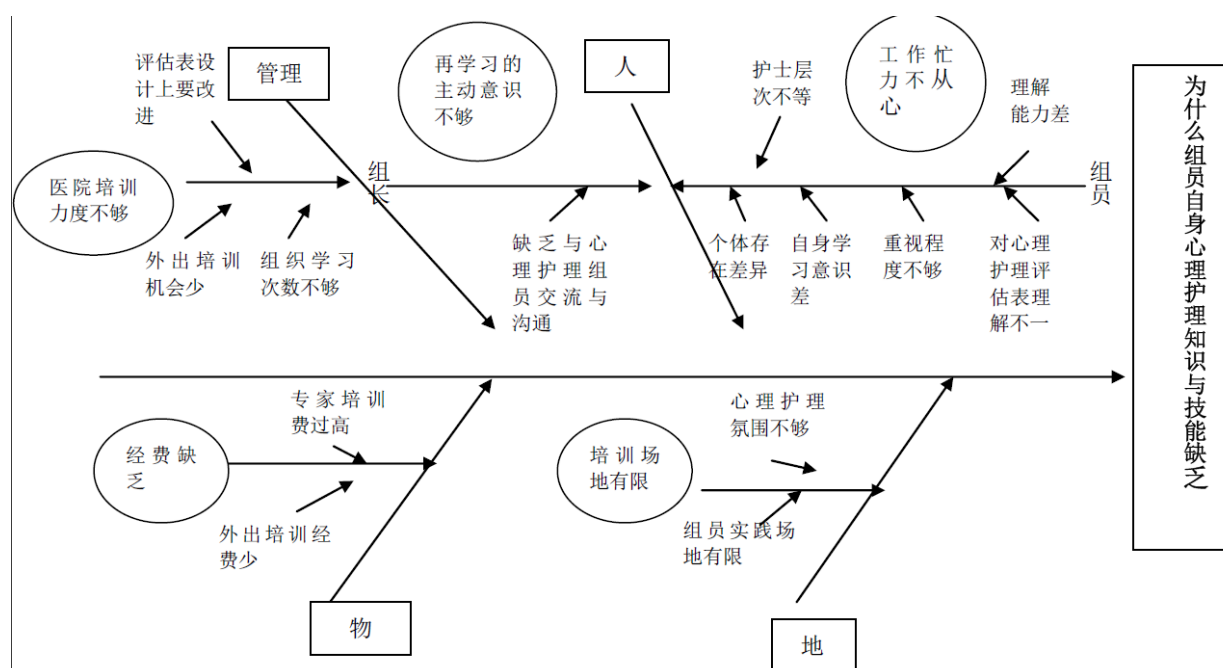 评估表设
计上要改
进
管理
再学习的
主动意识
不够
人
护士层
次不等
工作忙
力不从
心
理解
能力差
医院培训
力度不够
组
长
组
员
外出培训
机会少
组织学习
次数不够
缺乏与心
理护理组
员交流与
沟通
个体存
在差异
自身学
习意识
差
重视程
度不够
对心理
护理评
估表理
解不一
为什么组员自身心理护理知识与技能缺乏
专家培训
费过高
经费缺
乏
外出培训经
费少
心理护理
氛围不够
培训场
地有限
组员实践场
地有限
物
地